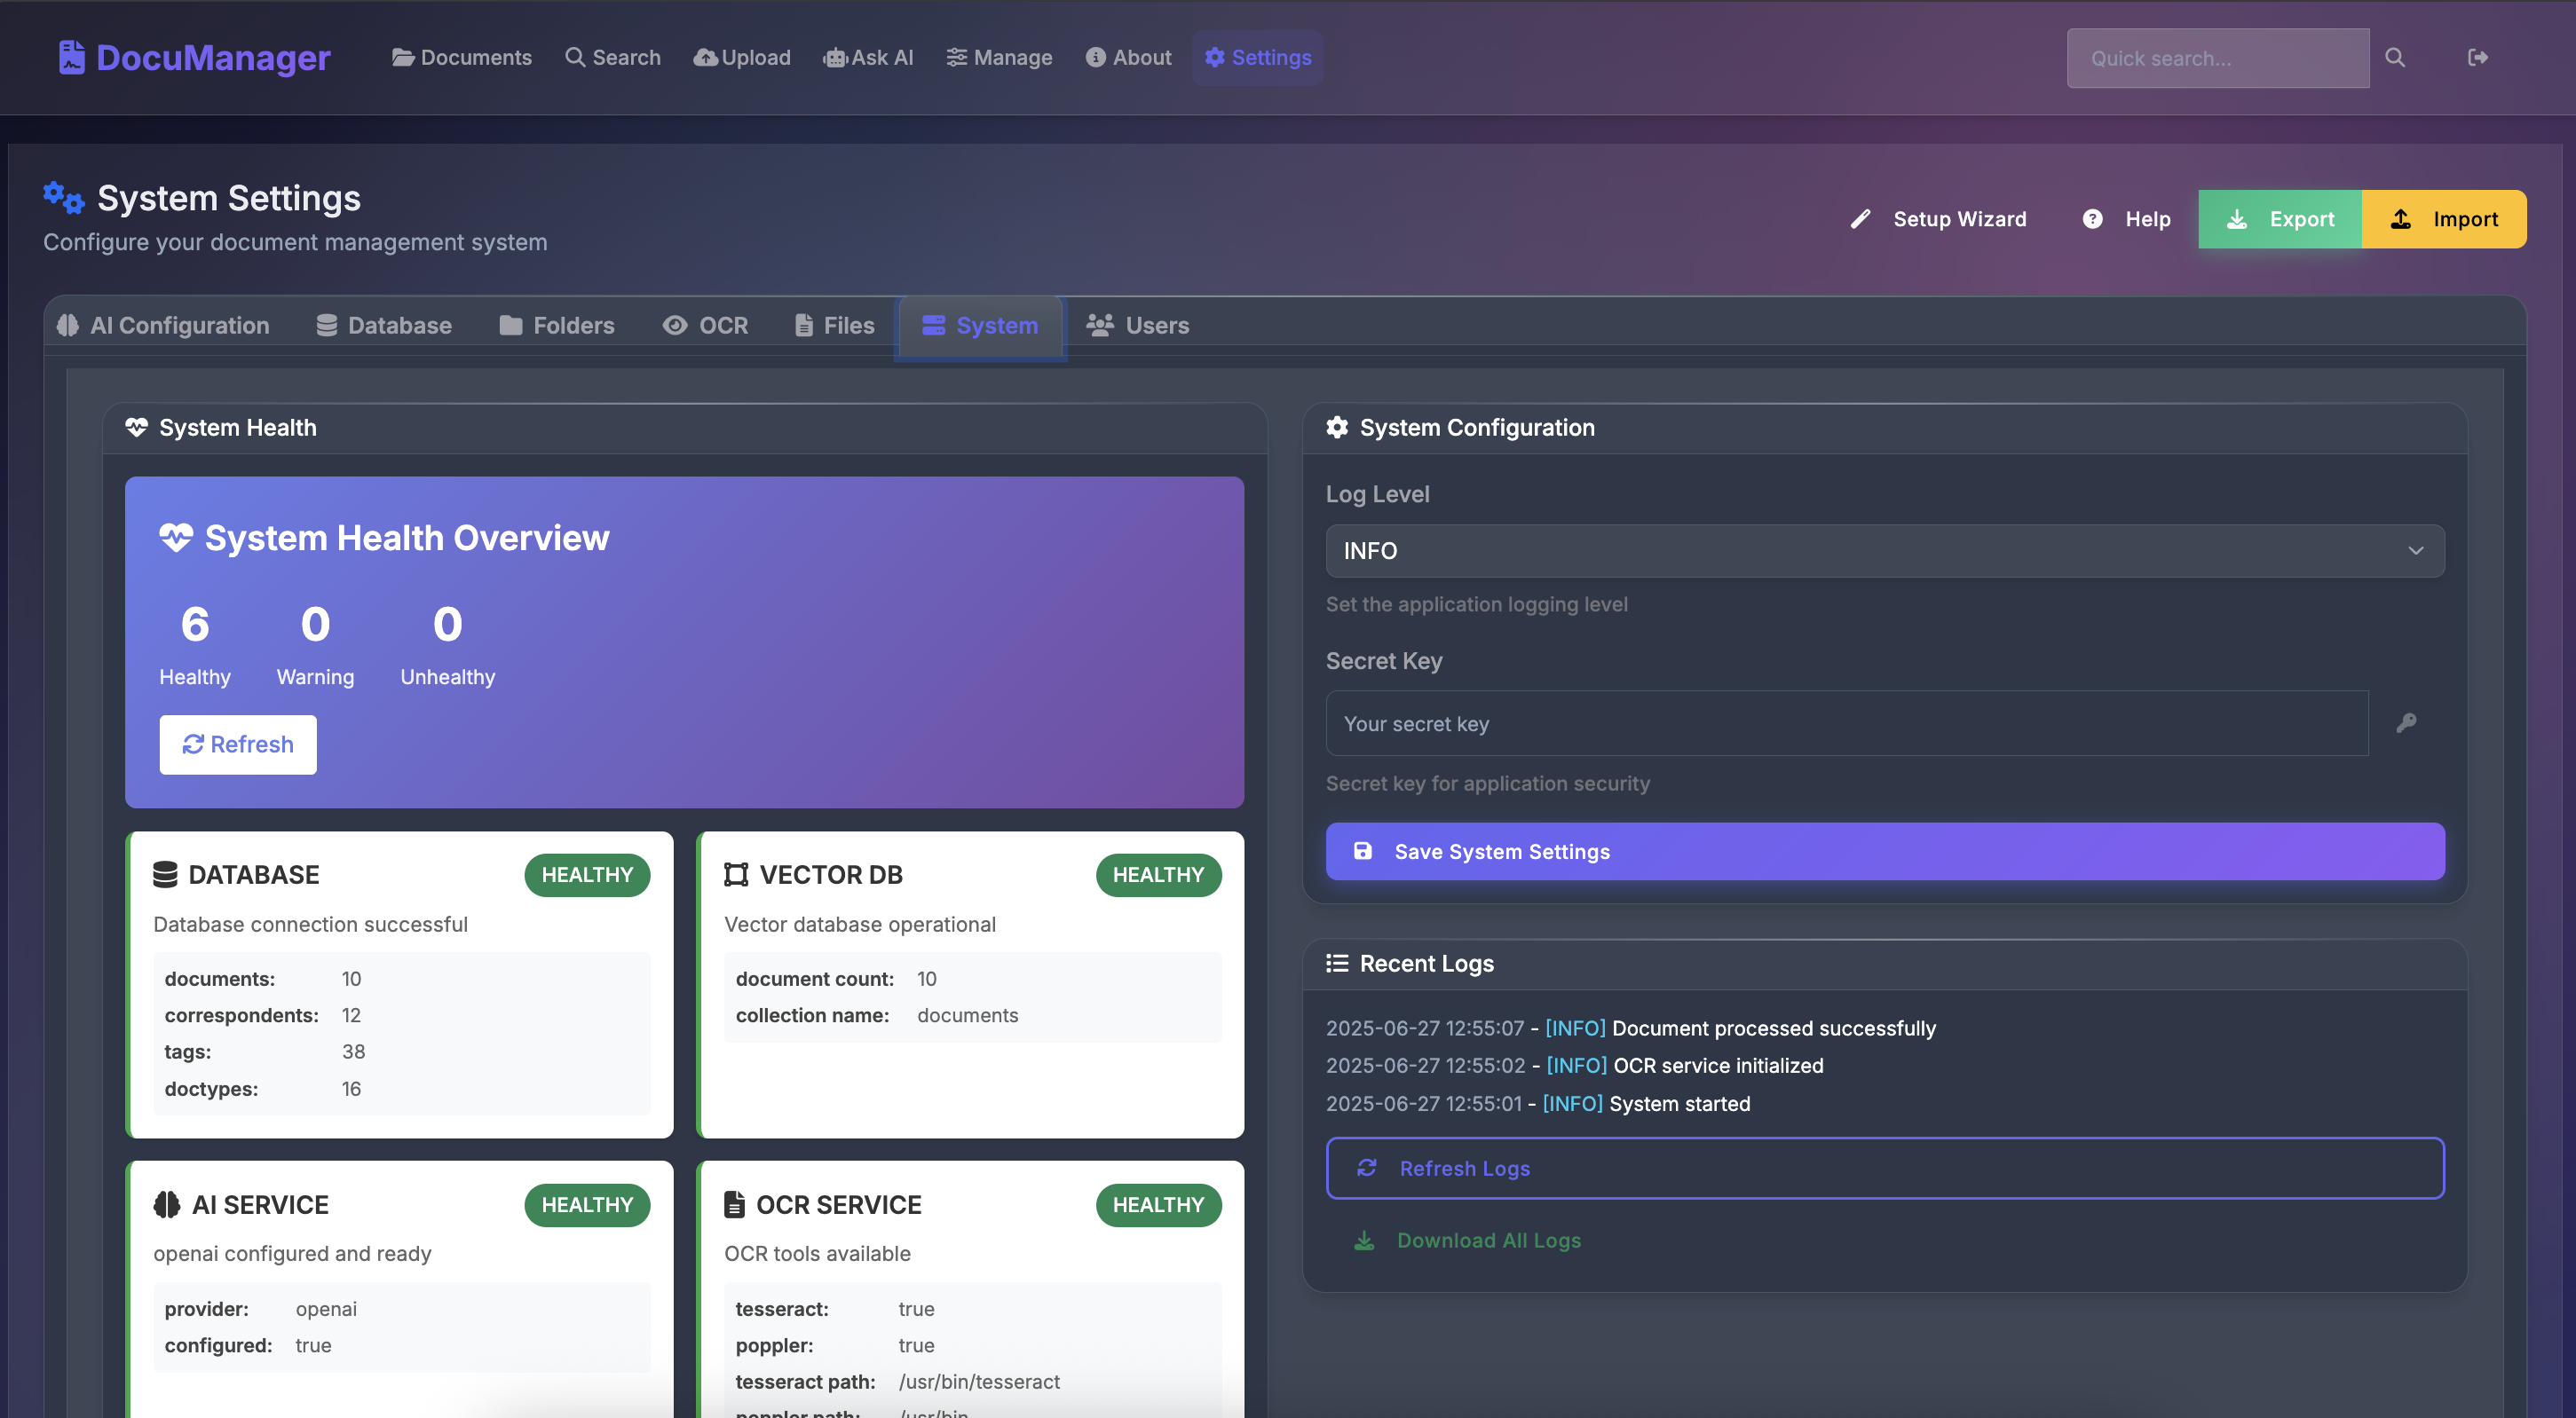 DocuManager
Documents
Search
Upload
Ask AI
Manage
About
Settings
Quick search...
System Settings
Configure your document management system
Setup Wizard
Help
Export
Import
AI Configuration
Database
Folders
OCR
Files
System
Users
System Health
System Health Overview
6
0
0
Healthy
Warning
Unhealthy
Refresh
DATABASE
HEALTHY
Database connection successful
documents: 10
correspondents: 12
tags: 38
doctypes: 16
VECTOR DB
HEALTHY
Vector database operational
document count: 10
collection name: documents
AI SERVICE
HEALTHY
openai configured and ready
provider: openai
configured: true
OCR SERVICE
HEALTHY
OCR tools available
tesseract: true
poppler: true
tesseract path: /usr/bin/tesseract
poppler path: /usr/bin
System Configuration
Log Level
INFO
Set the application logging level
Secret Key
Your secret key
Secret key for application security
Save System Settings
Recent Logs
2025-06-27 12:55:07 - [INFO] Document processed successfully
2025-06-27 12:55:02 - [INFO] OCR service initialized
2025-06-27 12:55:01 - [INFO] System started
Refresh Logs
Download All Logs